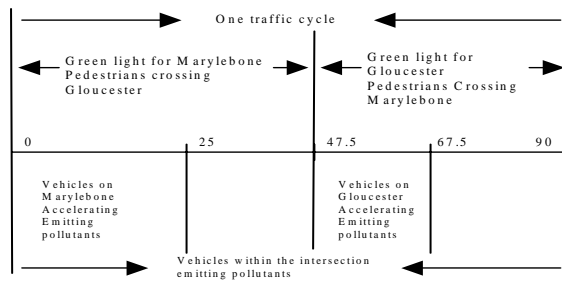 One traffic cycle
Green light for Marylebone
Pedestrians crossing
Gloucester
Green light for
Gloucester
Pedestrians Crossing
Marylebone
0 25 47.5 67.5 90
Vehicles on
Marylebone
Accelerating
Emitting
pollutants
Vehicles on
Gloucester
Accelerating
Emitting
pollutants
Vehicles within the intersection
emitting pollutants